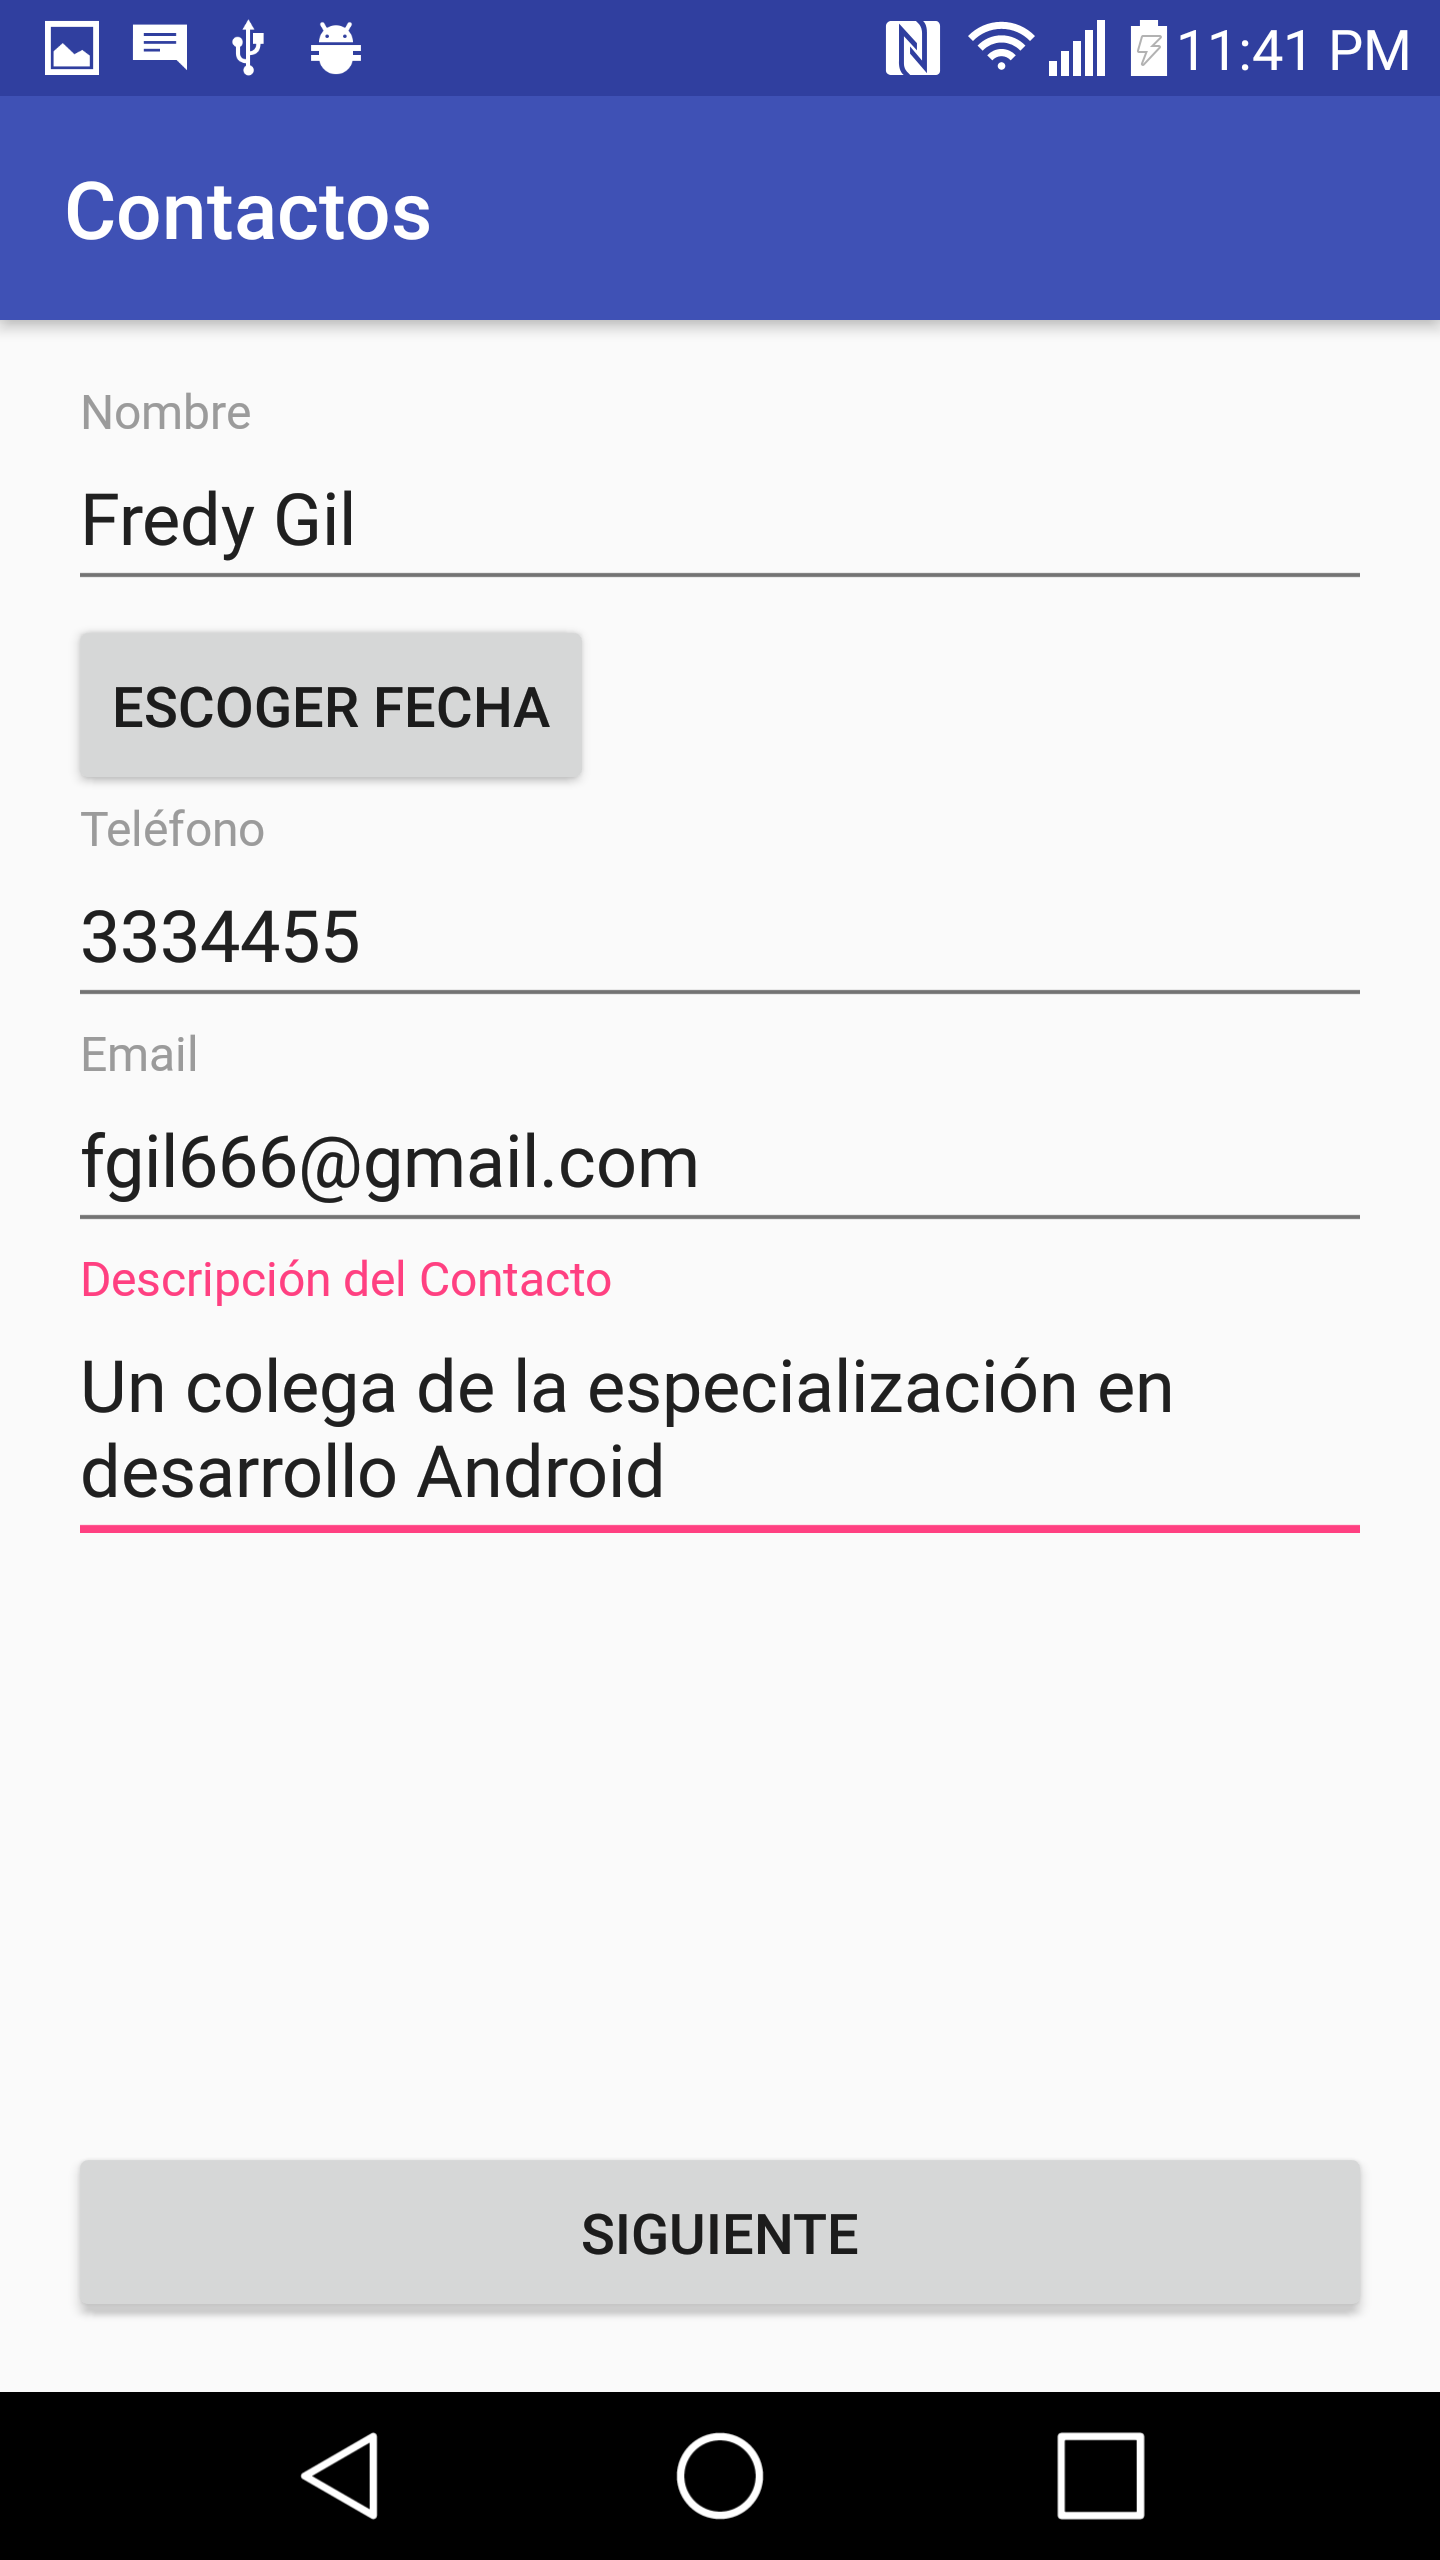 11:41 PM
Contactos
Nombre
Fredy Gil
ESCOGER FECHA
Teléfono
3334455
Email
fgil666@gmail.com
Descripción del Contacto
Un colega de la especialización en
desarrollo Android
SIGUIENTE